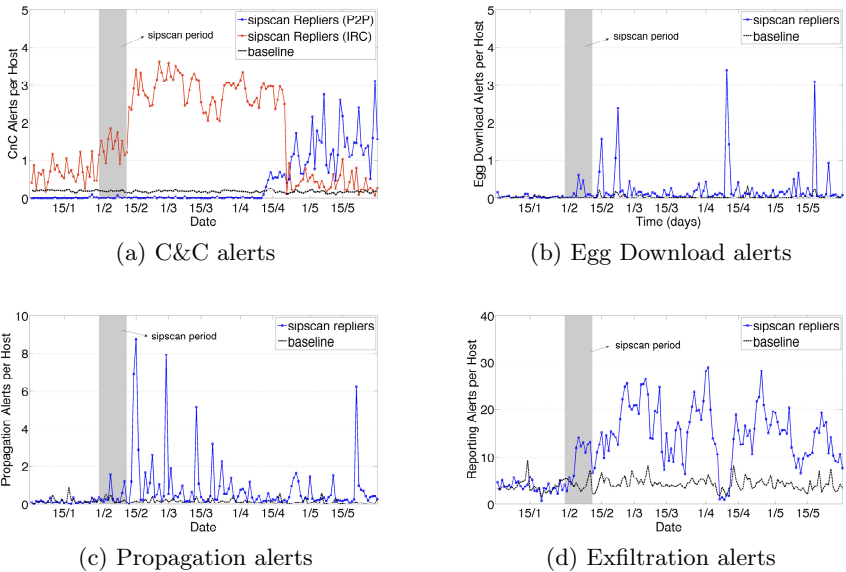 CnC Alerts per Host
5
4
3
2
1
0
sipscan Repliers (P2P)
sipscan Repliers (IRC)
baseline
sipscan period
15/1 1/2 15/2 1/3 15/3 1/4 15/4 1/5 15/5
Date
(a) C&C alerts
Egg Download Alerts per Host
5
4
3
2
1
0
sipscan repliers
baseline
sipscan period
15/1 1/2 15/2 1/3 15/3 1/4 15/4 1/5 15/5
Time (days)
(b) Egg Download alerts
Propagation Alerts per Host
10
8
6
4
2
0
sipscan repliers
baseline
sipscan period
15/1 1/2 15/2 1/3 15/3 1/4 15/4 1/5 15/5
Date
(c) Propagation alerts
Reporting Alerts per Host
40
30
20
10
0
sipscan repliers
baseline
sipscan period
15/1 1/2 15/2 1/3 15/3 1/4 15/4 1/5 15/5
Date
(d) Exfiltration alerts